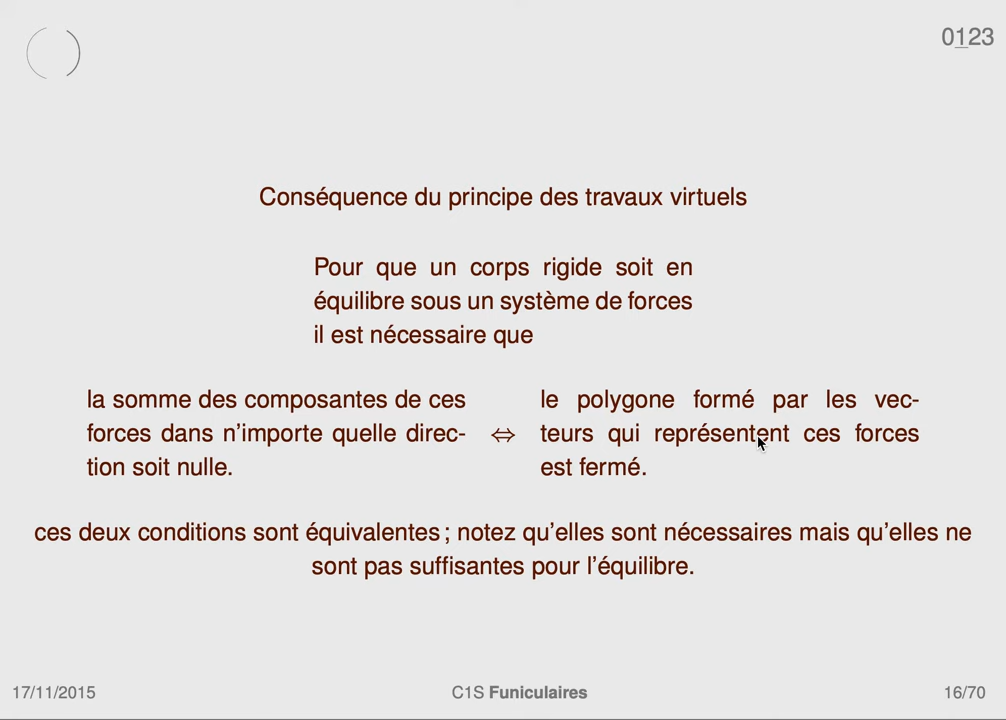 0123
Conséquence du principe des travaux virtuels
Pour que un corps rigide soit en
équilibre sous un système de forces
il est nécessaire que
la somme des composantes de ces
forces dans n'importe quelle direc-
tion soit nulle.
⇔
le polygone formé par les vec-
teurs qui représentent ces forces
est fermé.
ces deux conditions sont équivalentes ; notez qu'elles sont nécessaires mais qu'elles ne
sont pas suffisantes pour l'équilibre.
17/11/2015
C1S Funiculaires
16/70